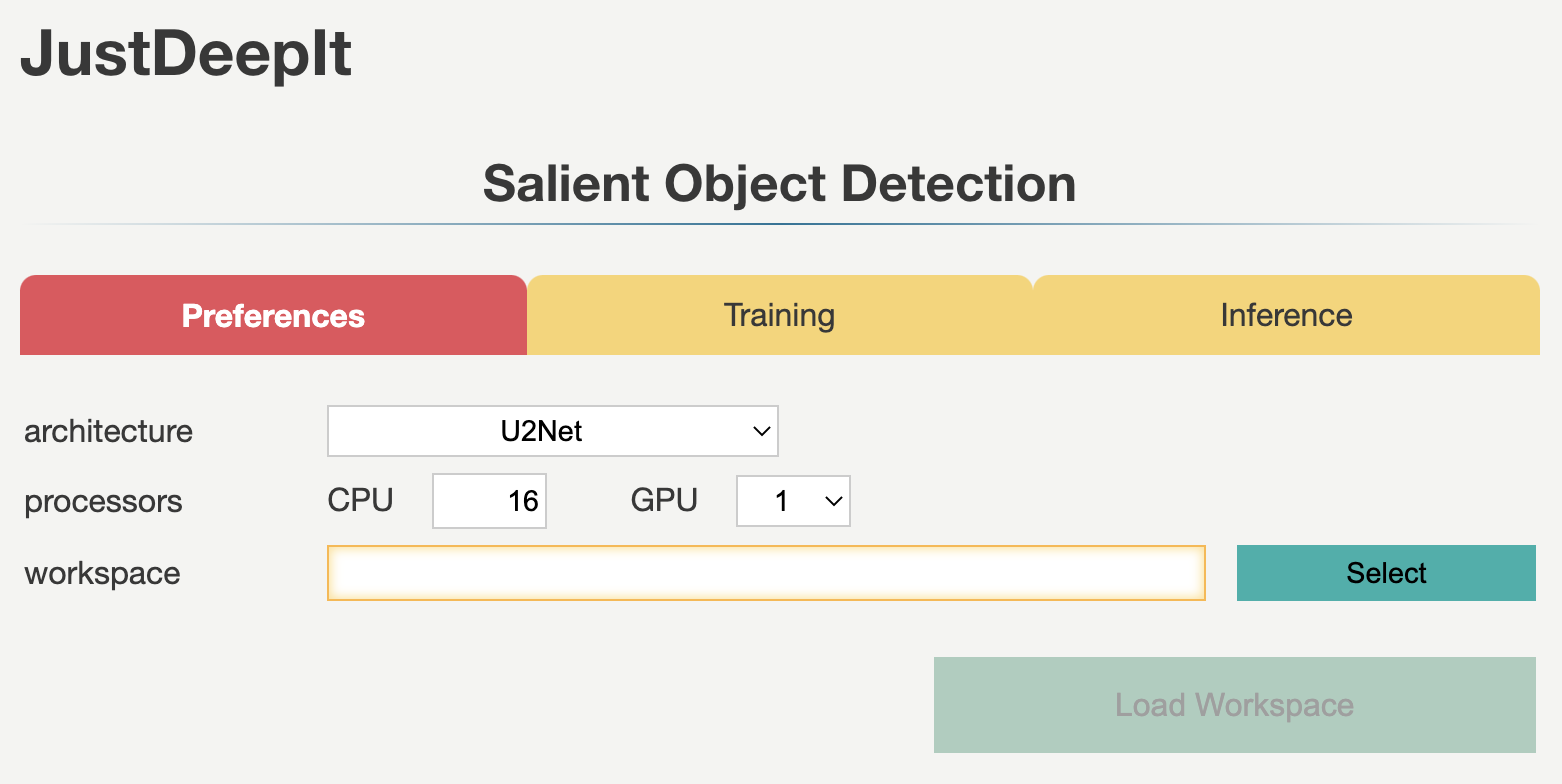 JustDeepIt
Salient Object Detection
Preferences Training Inference
architecture U2Net
processors CPU 16 GPU 1
workspace Select
Load Workspace